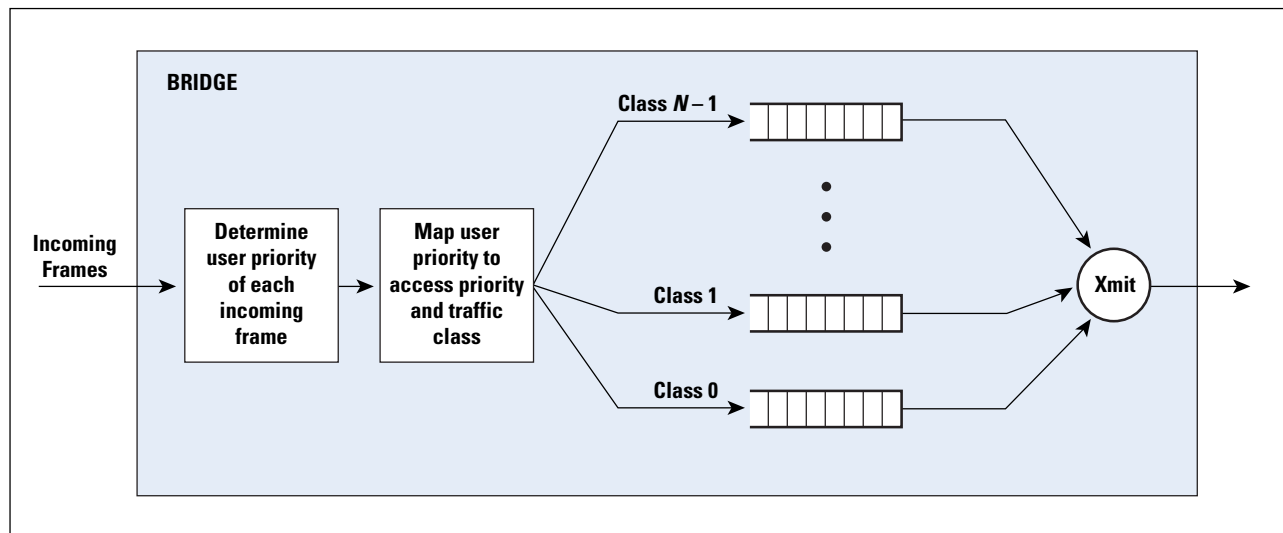 BRIDGE
Class N – 1
Incoming
Frames
Determine
user priority
of each
incoming
frame
Map user
priority to
access priority
and traffic
class
Class 1
Class 0
Xmit